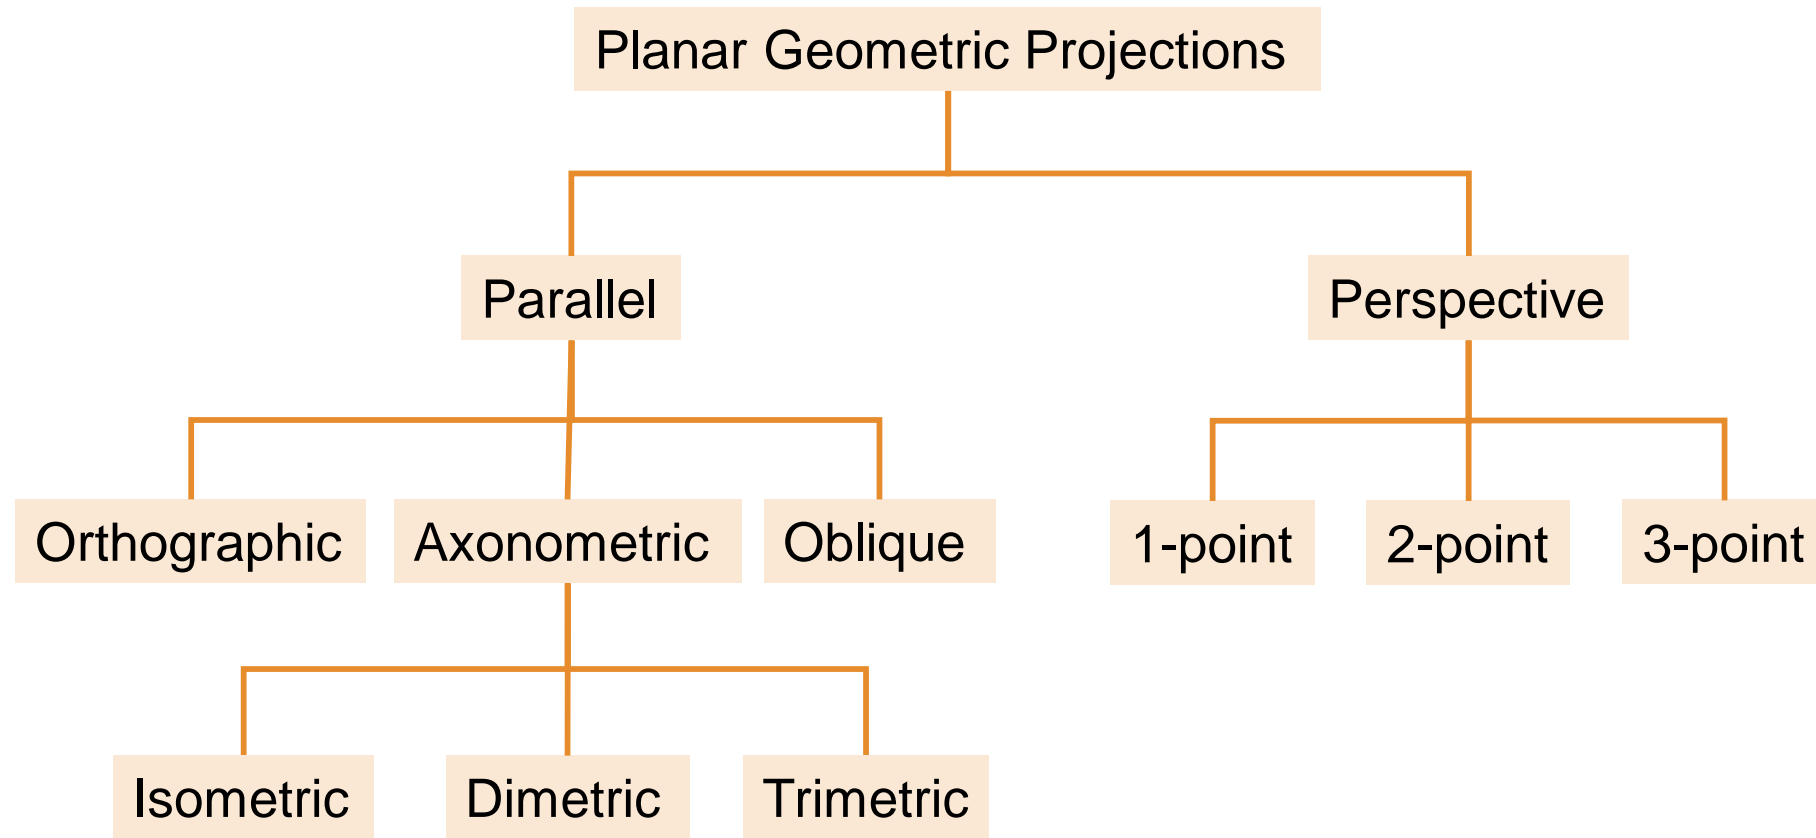 Planar Geometric Projections
Parallel
Perspective
Orthographic
Axonometric
Oblique
1-point
2-point
3-point
Isometric
Dimetric
Trimetric